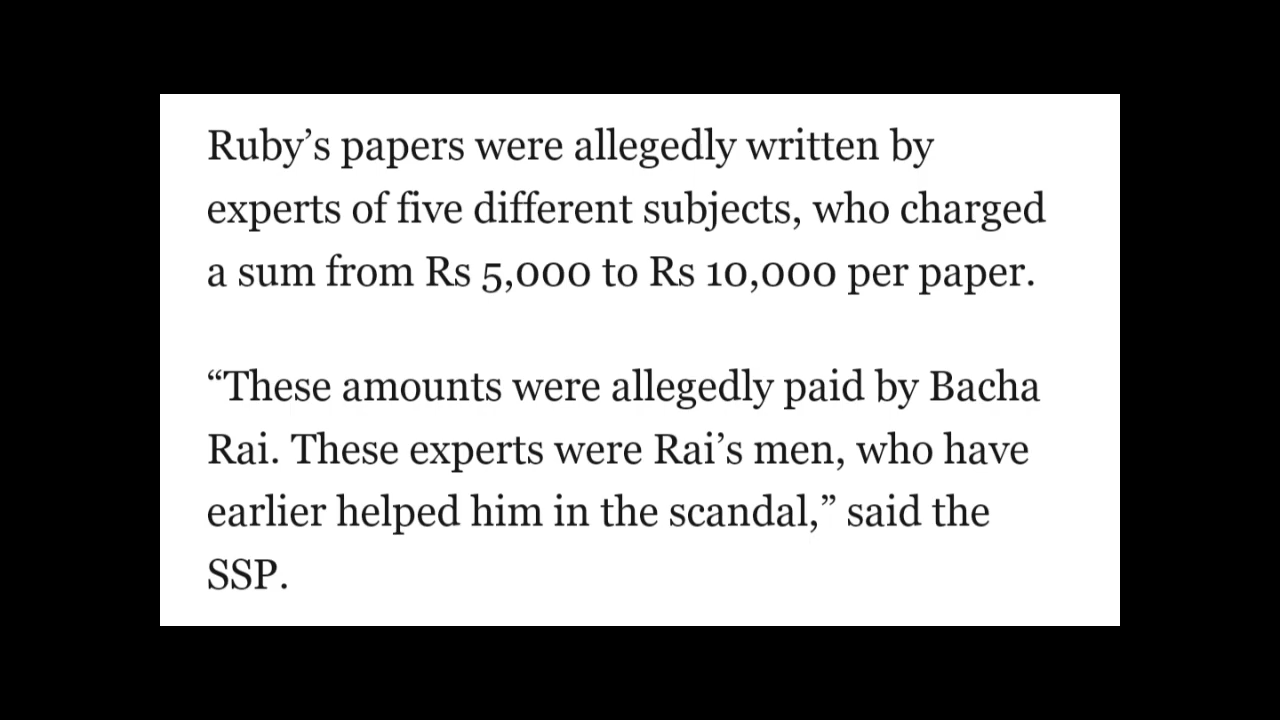 Ruby’s papers were allegedly written by
experts of five different subjects, who charged
a sum from Rs 5,000 to Rs 10,000 per paper.
“These amounts were allegedly paid by Bacha
Rai. These experts were Rai’s men, who have
earlier helped him in the scandal,” said the
SSP.